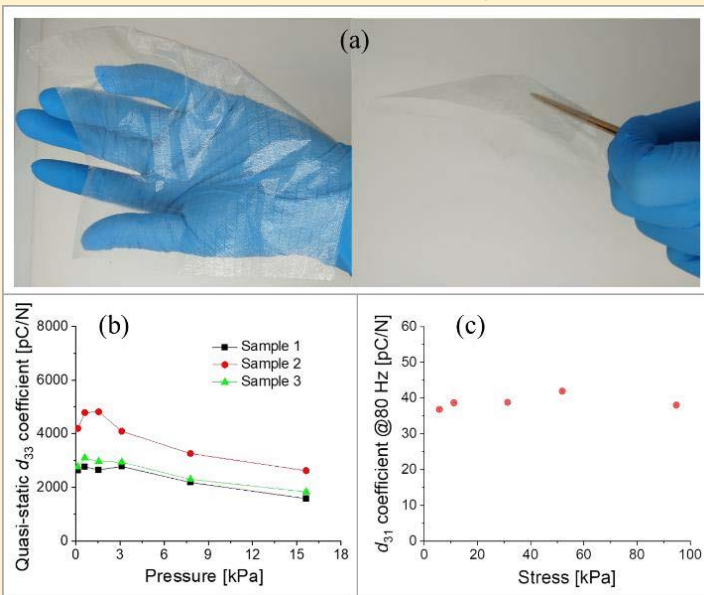 (a)
(b)
Quasi-static d33 coefficient [pC/N]
8000
6000
4000
2000
0
Sample 1
Sample 2
Sample 3
0 3 6 9 12 15 18
Pressure [kPa]
(c)
d31 coefficient @80 Hz [pC/N]
60
50
40
30
20
10
0
0 20 40 60 80 100
Stress [kPa]